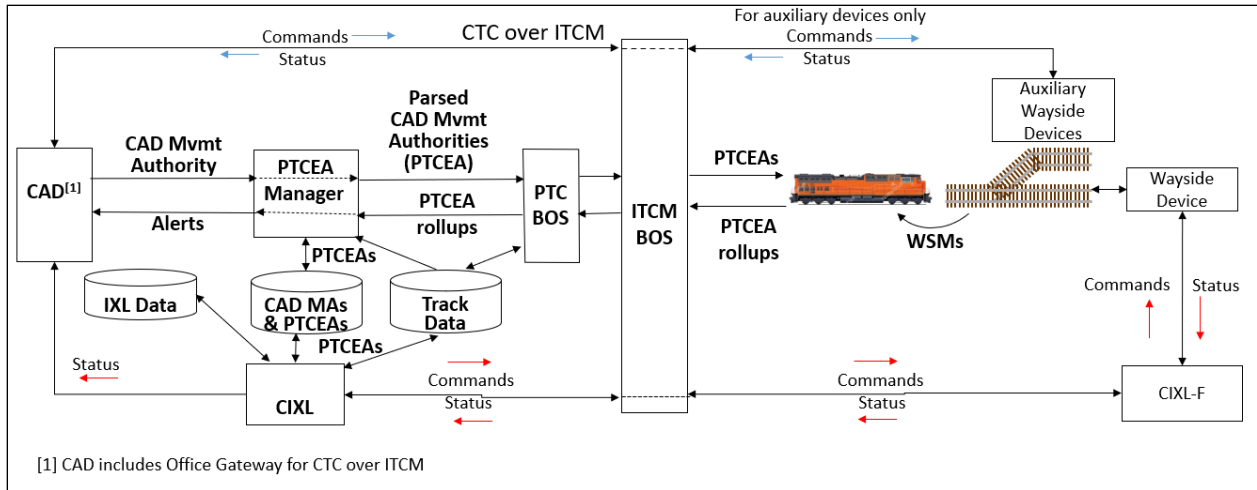 For auxiliary devices only
Commands
CTC over ITCM
Commands
Status
Status
Auxiliary
Wayside
Devices
Parsed
CAD Mvmt
Authorities
(PTCEA)
CAD Mvmt
Authority
PTCEA
Manager
PTCEAs
CAD[1]
PTC
BOS
Wayside
Device
ITCM
BOS
Alerts
PTCEA
rollups
PTCEA
rollups
WSMs
PTCEAs
IXL Data
CAD MAs
& PTCEAs
Track
Data
Commands
Status
PTCEAs
Status
Commands
Status
Commands
Status
CIXL
CIXL-F
[1] CAD includes Office Gateway for CTC over ITCM